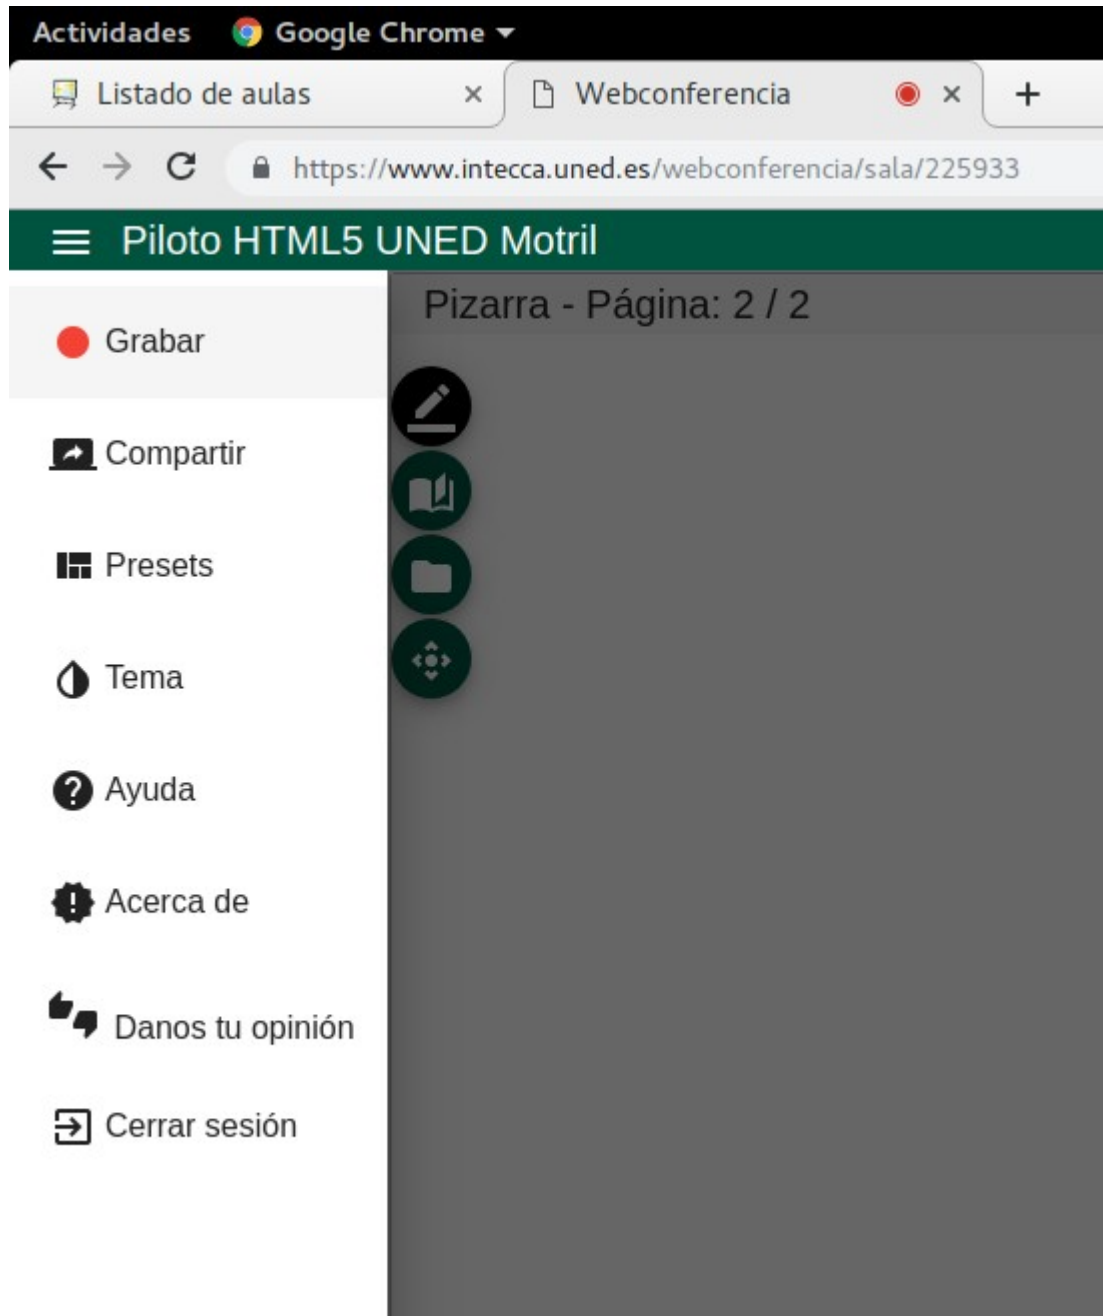 Actividades Google Chrome
Listado de aulas Webconferencia
https://www.intecca.uned.es/webconferencia/sala/225933
Piloto HTML5 UNED Motril
Pizarra - Página: 2 / 2
Grabar
Compartir
Presets
Tema
Ayuda
Acerca de
Danos tu opinión
Cerrar sesión